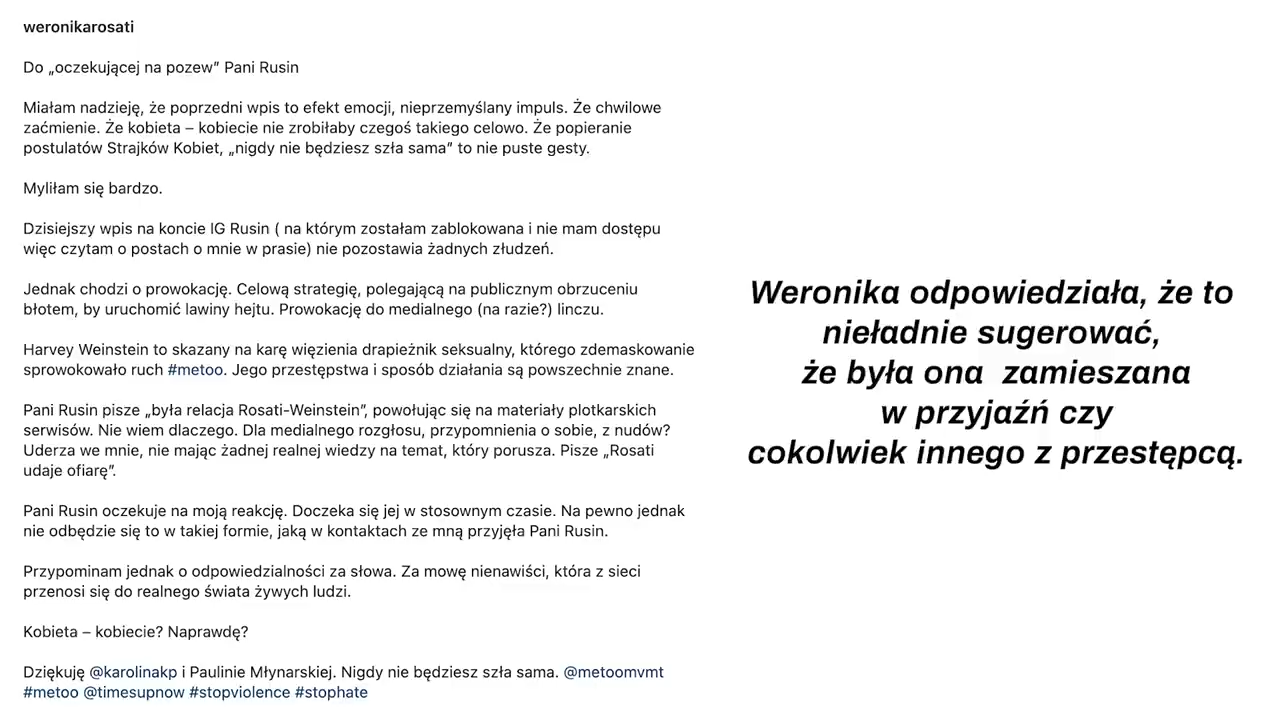 weronikarosati
Do „oczekującej na pozew” Pani Rusin
Miałam nadzieję, że poprzedni wpis to efekt emocji, nieprzemyślany impuls. Że chwilowe
zaćmienie. Że kobieta – kobiecie nie zrobiłaby czegoś takiego celowo. Że popieranie
postulatów Strajków Kobiet, „nigdy nie będziesz szła sama” to nie puste gesty.
Myliłam się bardzo.
Dzisiejszy wpis na koncie IG Rusin ( na którym zostałam zablokowana i nie mam dostępu
więc czytam o postach o mnie w prasie) nie pozostawia żadnych złudzeń.
Jednak chodzi o prowokację. Celową strategię, polegającą na publicznym obrzuceniu
błotem, by uruchomić lawiny hejtu. Prowokację do medialnego (na razie?) linczu.
Harvey Weinstein to skazany na karę więzienia drapieżnik seksualny, którego zdemaskowanie
sprowokowało ruch #metoo. Jego przestępstwa i sposób działania są powszechnie znane.
Pani Rusin pisze „była relacja Rosati-Weinstein”, powołując się na materiały plotkarskich
serwisów. Nie wiem dlaczego. Dla medialnego rozgłosu, przypomnienia o sobie, z nudów?
Uderza we mnie, nie mając żadnej realnej wiedzy na temat, który porusza. Pisze „Rosati
udaje ofiarę”.
Pani Rusin oczekuje na moją reakcję. Doczeka się jej w stosownym czasie. Na pewno jednak
nie odbędzie się to w takiej formie, jaką w kontaktach ze mną przyjęła Pani Rusin.
Przypominam jednak o odpowiedzialności za słowa. Za mowę nienawiści, która z sieci
przenosi się do realnego świata żywych ludzi.
Kobieta – kobiecie? Naprawdę?
Dziękuję @karolinakp i Paulinie Młynarskiej. Nigdy nie będziesz szła sama. @metoomvmt
#metoo @timesupnow #stopviolence #stophate
Weronika odpowiedziała, że to
nieładnie sugerować,
że była ona  zamieszana
w przyjaźń czy
cokolwiek innego z przestępcą.